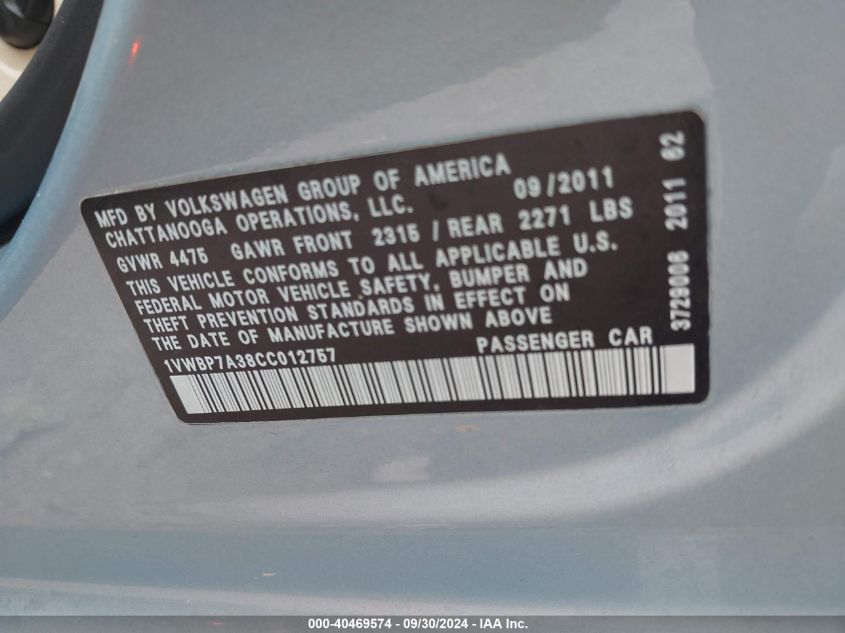 MFD BY VOLKSWAGEN GROUP OF AMERICA
CHATTANOOGA OPERATIONS, LLC. 09/2011
GVWR 4475 GAWR FRONT 2315 / REAR 2271 LBS
THIS VEHICLE CONFORMS TO ALL APPLICABLE U.S.
FEDERAL MOTOR VEHICLE SAFETY, BUMPER AND
THEFT PREVENTION STANDARDS IN EFFECT ON
THE DATE OF MANUFACTURE SHOWN ABOVE
1VWBP7A38CC012757 PASSENGER CAR
3729006 2011 62
000-40469574 - 09/30/2024 - IAA Inc.